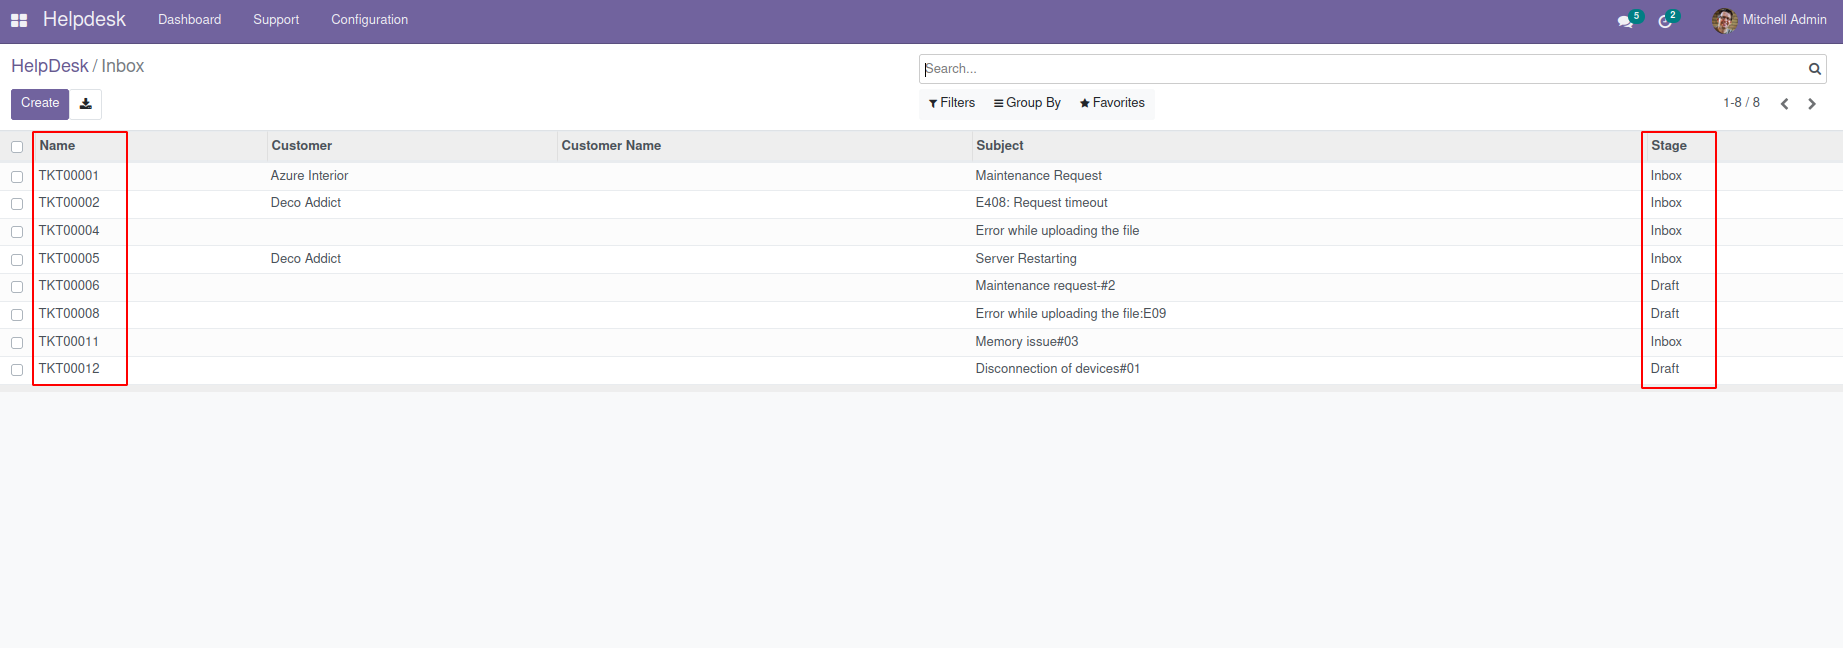 Helpdesk Dashboard Support Configuration 5 2 Mitchell Admin
HelpDesk / Inbox
Search...
Create
Filters Group By Favorites 1-8 / 8
Name Customer Customer Name Subject Stage
TKT00001 Azure Interior Maintenance Request Inbox
TKT00002 Deco Addict E408: Request timeout Inbox
TKT00004 Error while uploading the file Inbox
TKT00005 Deco Addict Server Restarting Inbox
TKT00006 Maintenance request-#2 Draft
TKT00008 Error while uploading the file:E09 Draft
TKT00011 Memory issue#03 Inbox
TKT00012 Disconnection of devices#01 Draft